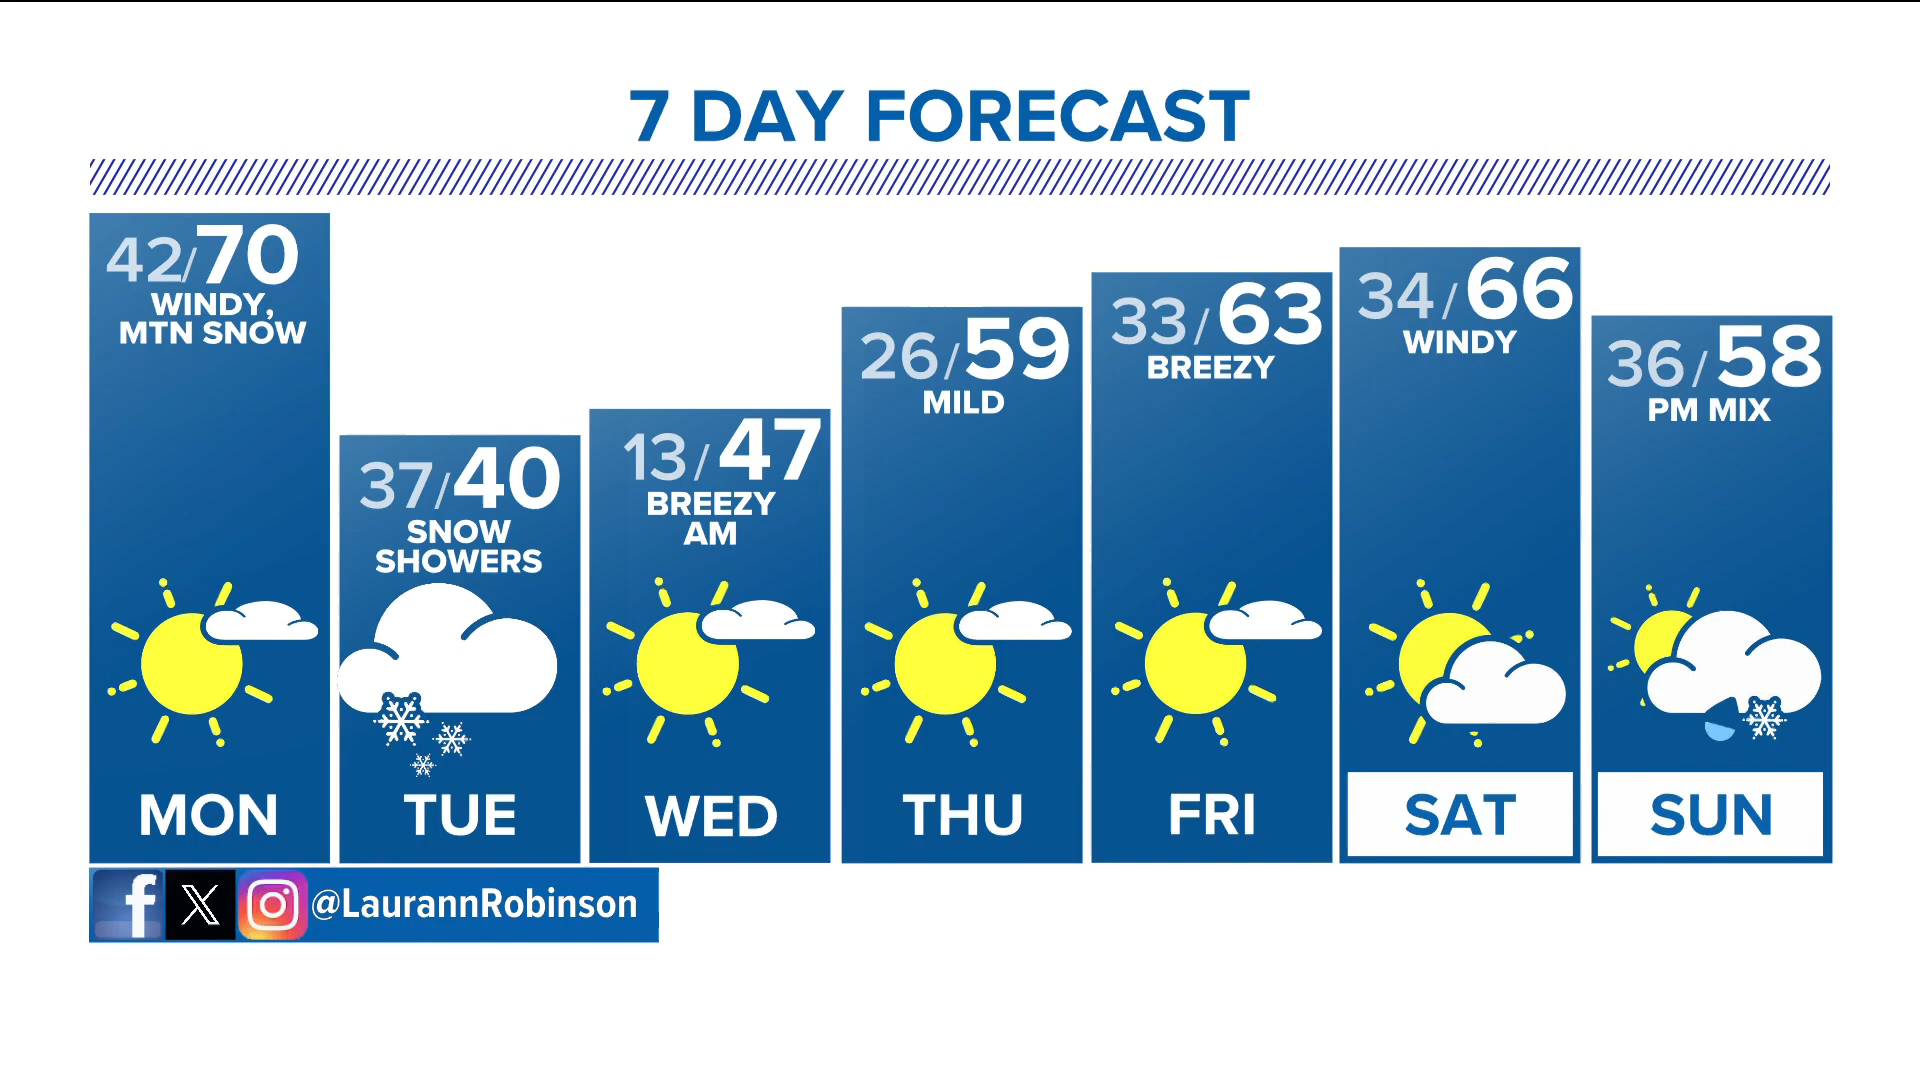 7 DAY FORECAST
42/70
WINDY,
MTN SNOW
MON
37/40
SNOW
SHOWERS
TUE
13/47
BREEZY
AM
WED
26/59
MILD
THU
33/63
BREEZY
FRI
34/66
WINDY
SAT
36/58
PM MIX
SUN
@LaurannRobinson